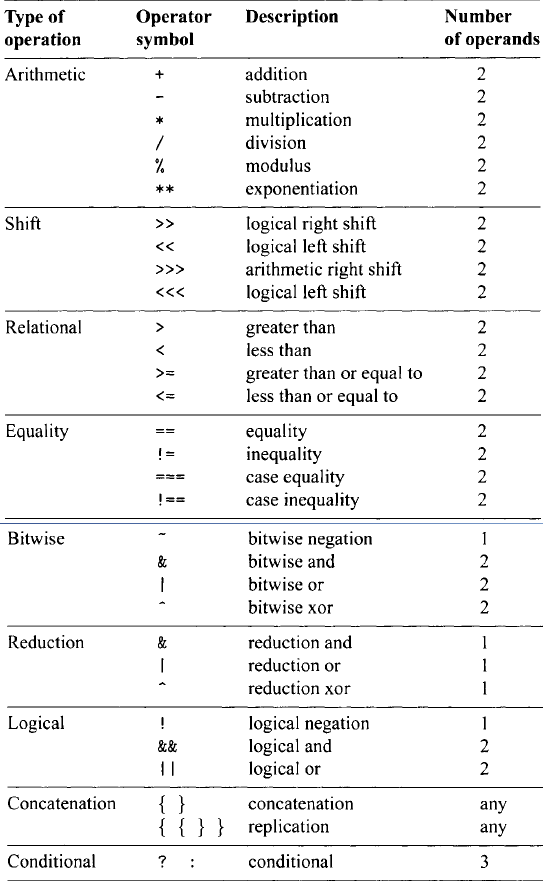 Type of Operator Description Number
operation symbol of operands
Arithmetic + addition 2
- subtraction 2
* multiplication 2
/ division 2
% modulus 2
** exponentiation 2
Shift >> logical right shift 2
<< logical left shift 2
>>> arithmetic right shift 2
<<< logical left shift 2
Relational > greater than 2
< less than 2
>= greater than or equal to 2
<= less than or equal to 2
Equality == equality 2
!= inequality 2
=== case equality 2
!== case inequality 2
Bitwise ~ bitwise negation 1
& bitwise and 2
| bitwise or 2
^ bitwise xor 2
Reduction & reduction and 1
| reduction or 1
^ reduction xor 1
Logical ! logical negation 1
&& logical and 2
|| logical or 2
Concatenation { } concatenation any
{ { } } replication any
Conditional ? : conditional 3